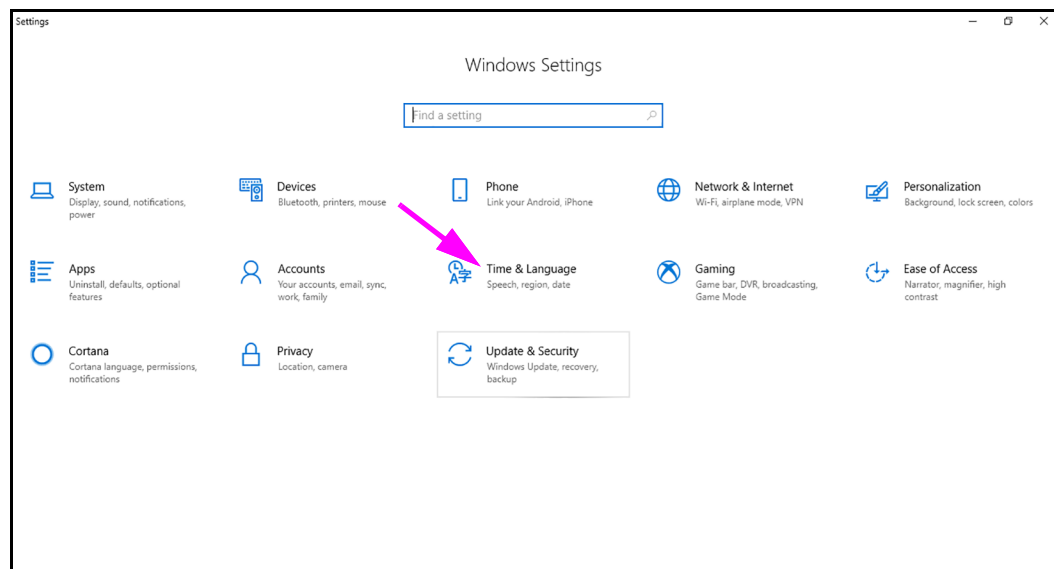 Settings
Windows Settings
Find a setting
System
Display, sound, notifications,
power
Devices
Bluetooth, printers, mouse
Phone
Link your Android, iPhone
Network & Internet
Wi-Fi, airplane mode, VPN
Personalization
Background, lock screen, colors
Apps
Uninstall, defaults, optional
features
Accounts
Your accounts, email, sync,
work, family
A字
Time & Language
Speech, region, date
Gaming
Game bar, DVR, broadcasting,
Game Mode
Ease of Access
Narrator, magnifier, high
contrast
Cortana
Cortana language, permissions,
notifications
Privacy
Location, camera
Update & Security
Windows Update, recovery,
backup